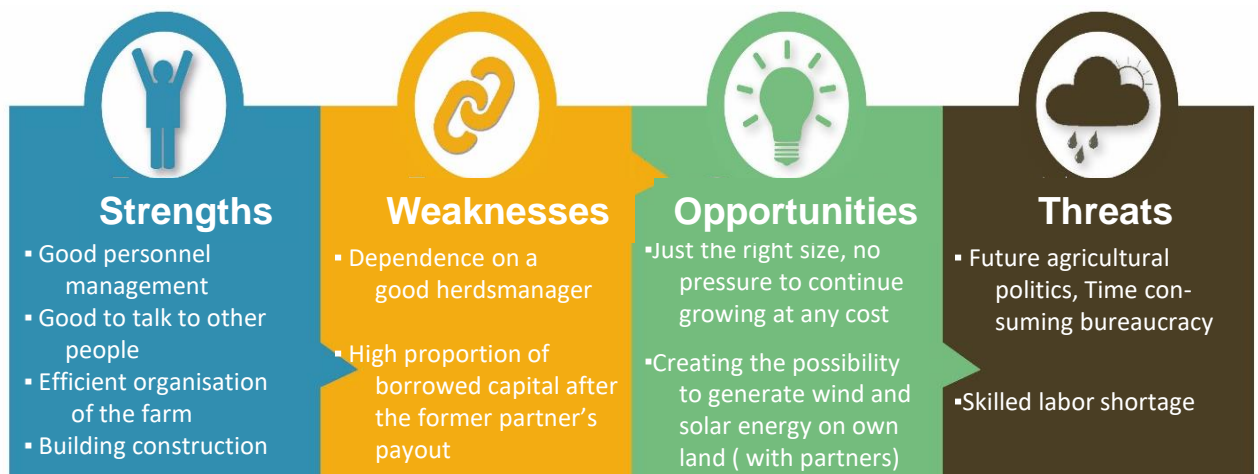 Strengths
▪ Good personnel
management
▪ Good to talk to other
people
▪ Efficient organisation
of the farm
▪ Building construction
Weaknesses
▪ Dependence on a
good herdsmanager
▪ High proportion of
borrowed capital after
the former partner's
payout
Opportunities
▪Just the right size, no
pressure to continue
growing at any cost
▪Creating the possibility
to generate wind and
solar energy on own
land ( with partners)
Threats
▪ Future agricultural
politics, Time con-
suming bureaucracy
▪Skilled labor shortage